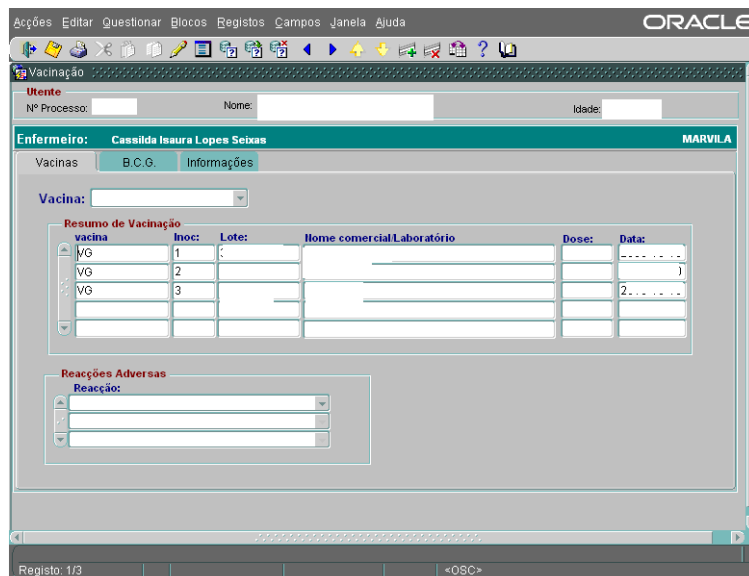 Acções Editar Questionar Blocos Registos Campos Janela Ajuda ORACLE
Vacinação
Utente
Nº Processo: Nome: Idade:
Enfermeiro: Cassilda Isaura Lopes Seixas MARVILA
Vacinas B.C.G. Informações
Vacina:
Resumo de Vacinação
vacina Inoc: Lote: Nome comercial/Laboratório Dose: Data:
VG 1
VG 2
VG 3
Reacções Adversas
Reacção:
Registo: 1/3 <OSC>